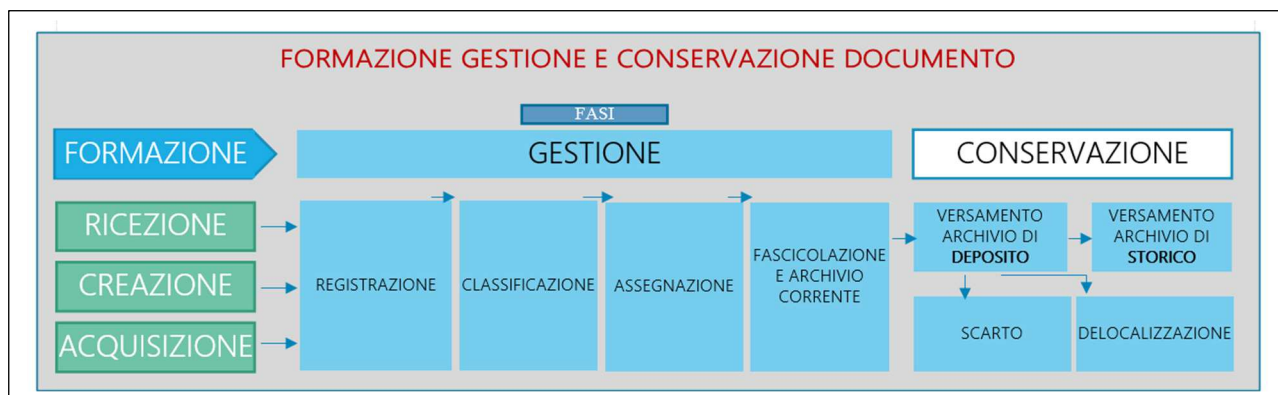 FORMAZIONE GESTIONE E CONSERVAZIONE DOCUMENTO
FASI
FORMAZIONE
GESTIONE
CONSERVAZIONE
RICEZIONE
CREAZIONE
ACQUISIZIONE
REGISTRAZIONE
CLASSIFICAZIONE
ASSEGNAZIONE
FASCICOLAZIONE
E ARCHIVIO
CORRENTE
VERSAMENTO
ARCHIVIO DI
DEPOSITO
VERSAMENTO
ARCHIVIO DI
STORICO
SCARTO
DELOCALIZZAZIONE